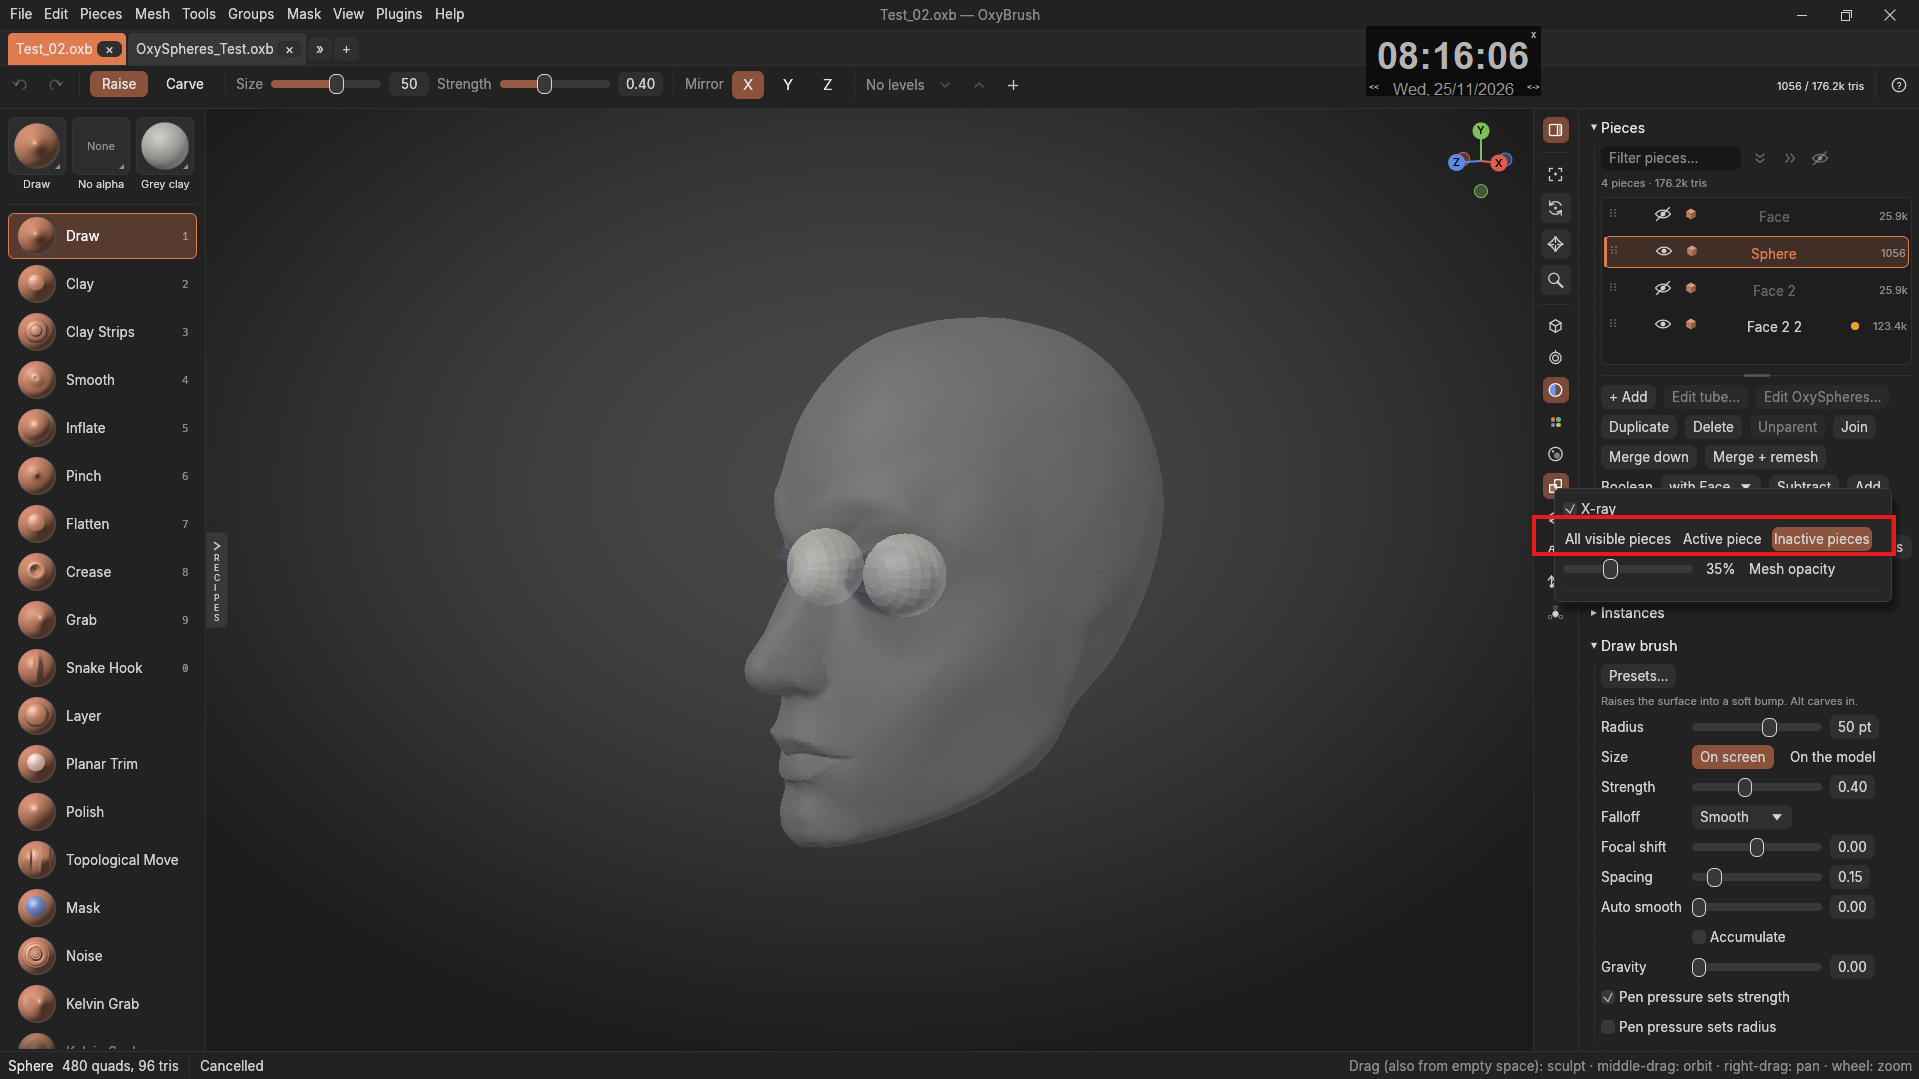 File Edit Pieces Mesh Tools Groups Mask View Plugins Help
Test_02.oxb — OxyBrush
Test_02.oxb × OxySpheres_Test.oxb × » +
08:16:06 x
<< Wed, 25/11/2026 <->
Raise Carve Size 50 Strength 0.40 Mirror X Y Z No levels +
1056 / 176.2k tris
None
Draw No alpha Grey clay
Draw 1
Clay 2
Clay Strips 3
Smooth 4
Inflate 5
Pinch 6
Flatten 7
Crease 8
Grab 9
Snake Hook 0
Layer
Planar Trim
Polish
Topological Move
Mask
Noise
Kelvin Grab
RECIPES
Y
Z X
Pieces
Filter pieces...
4 pieces · 176.2k tris
Face 25.9k
Sphere 1056
Face 2 25.9k
Face 2 2 123.4k
+ Add Edit tube... Edit OxySpheres...
Duplicate Delete Unparent Join
Merge down Merge + remesh
Boolean with Face Subtract Add
X-ray
All visible pieces Active piece Inactive pieces
35% Mesh opacity
Instances
Draw brush
Presets...
Raises the surface into a soft bump. Alt carves in.
Radius 50 pt
Size On screen On the model
Strength 0.40
Falloff Smooth
Focal shift 0.00
Spacing 0.15
Auto smooth 0.00
Accumulate
Gravity 0.00
Pen pressure sets strength
Pen pressure sets radius
Sphere 480 quads, 96 tris Cancelled
Drag (also from empty space): sculpt · middle-drag: orbit · right-drag: pan · wheel: zoom